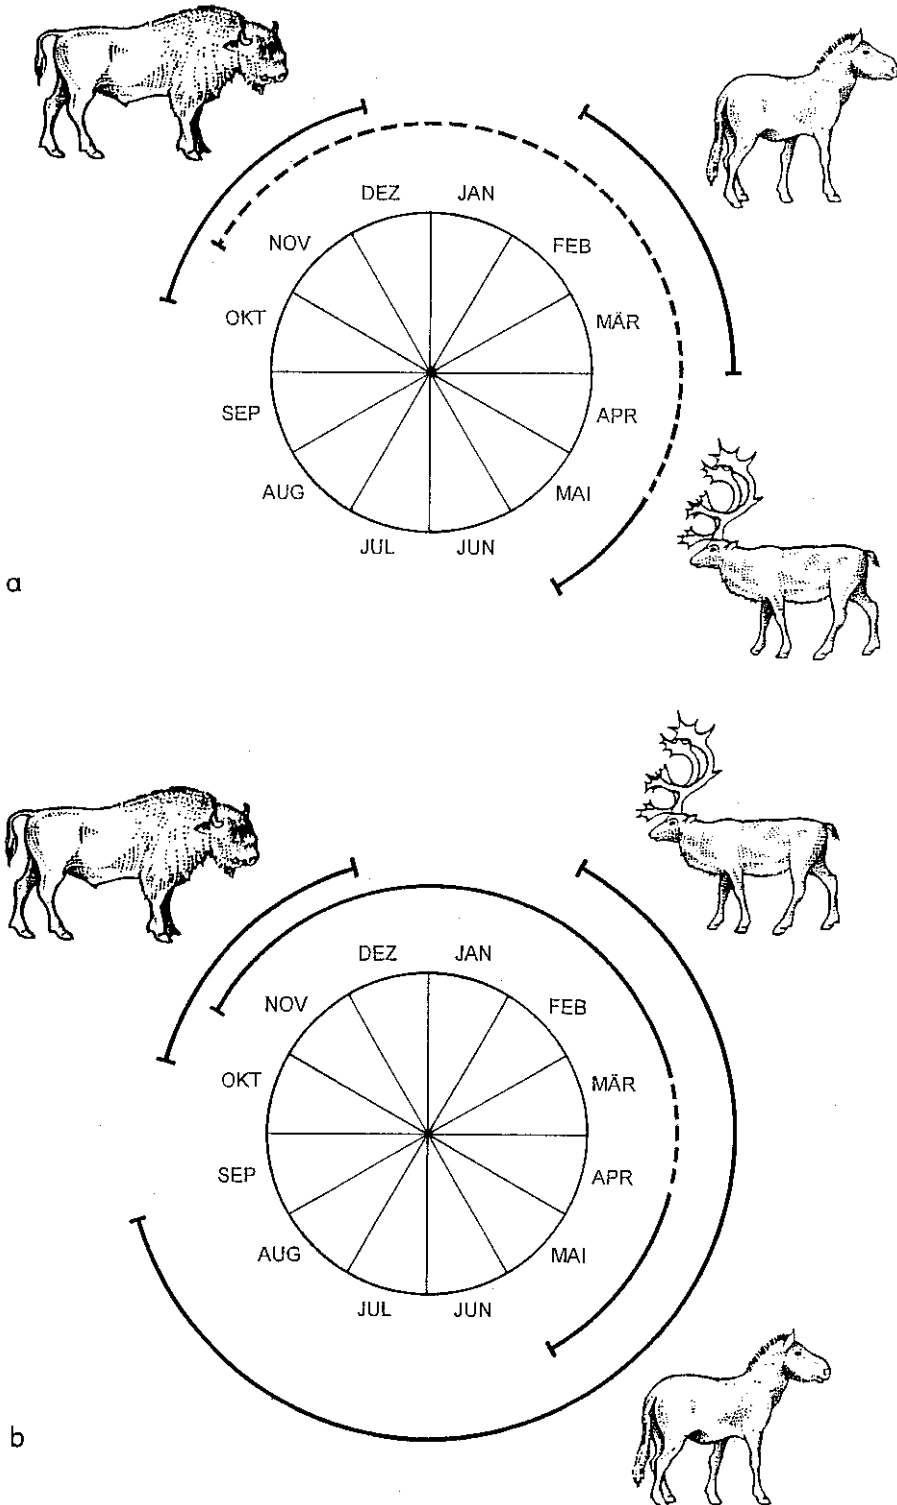 DEZ JAN
NOV FEB
OKT MÄR
SEP APR
AUG MAI
JUL JUN
a
DEZ JAN
NOV FEB
OKT MÄR
SEP APR
AUG MAI
JUL JUN
b